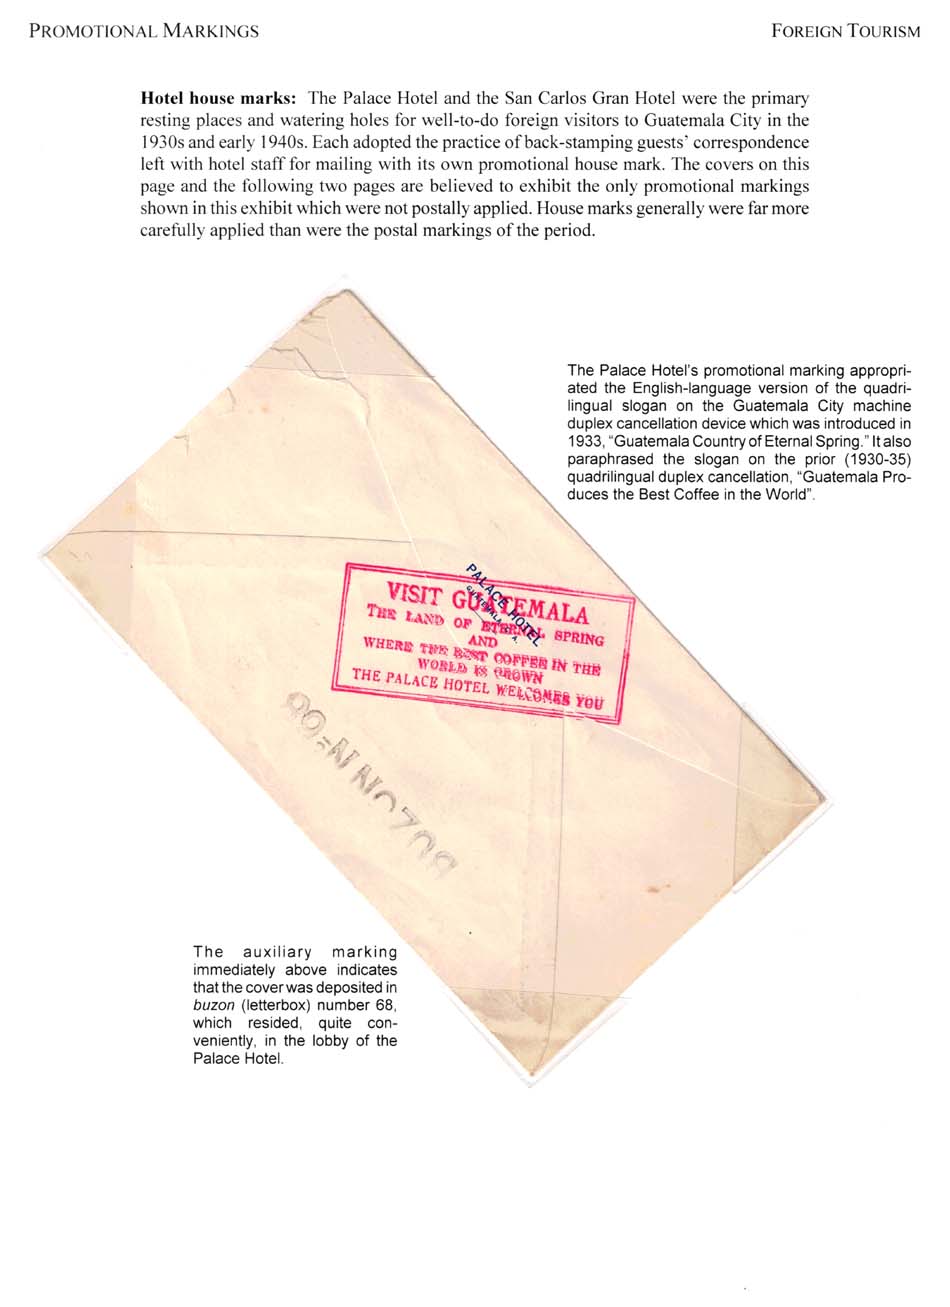 PROMOTIONAL MARKINGS
FOREIGN TOURISM
Hotel house marks: The Palace Hotel and the San Carlos Gran Hotel were the primary
resting places and watering holes for well-to-do foreign visitors to Guatemala City in the
1930s and early 1940s. Each adopted the practice of back-stamping guests' correspondence
left with hotel staff for mailing with its own promotional house mark. The covers on this
page and the following two pages are believed to exhibit the only promotional markings
shown in this exhibit which were not postally applied. House marks generally were far more
carefully applied than were the postal markings of the period.
The Palace Hotel's promotional marking appropri-
ated the English-language version of the quadri-
lingual slogan on the Guatemala City machine
duplex cancellation device which was introduced in
1933, "Guatemala Country of Eternal Spring." It also
paraphrased the slogan on the prior (1930-35)
quadrilingual duplex cancellation, "Guatemala Pro-
duces the Best Coffee in the World".
PALACE HOTEL
GUATEMALA, C. A.
VISIT GUATEMALA
THE LAND OF ETERNAL SPRING
AND
WHERE THE BEST COFFEE IN THE
WORLD IS GROWN
THE PALACE HOTEL WELCOMES YOU
BUZON Nº 68
The auxiliary marking
immediately above indicates
that the cover was deposited in
buzon (letterbox) number 68,
which resided, quite con-
veniently, in the lobby of the
Palace Hotel.